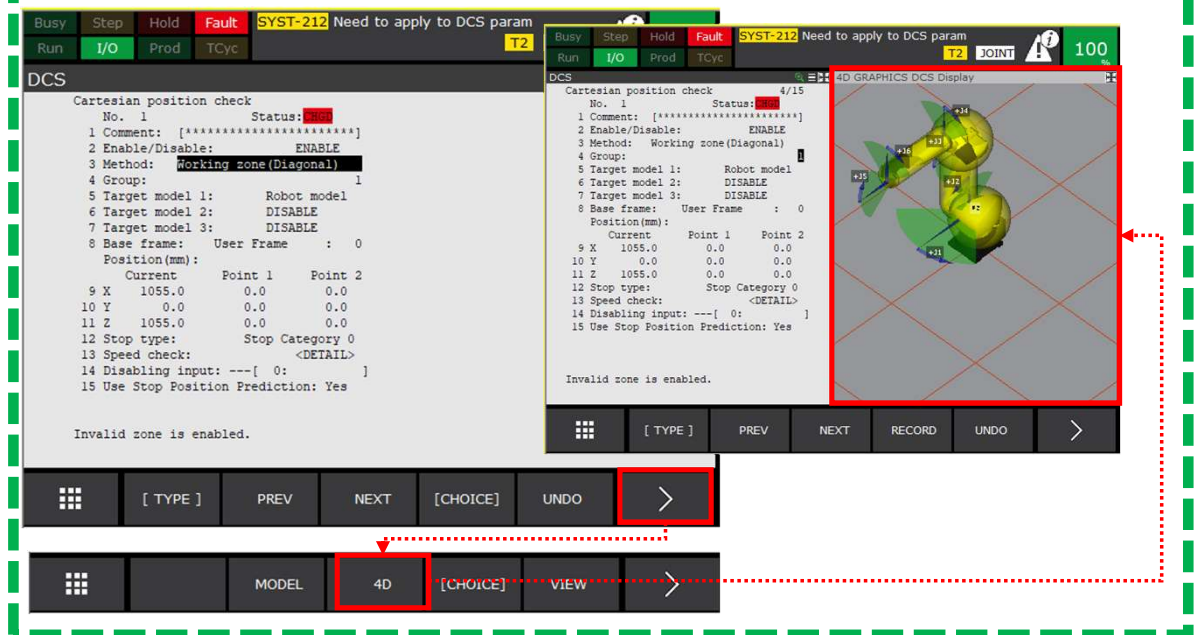 Busy Step Hold Fault SYST-212 Need to apply to DCS param
Run I/O Prod TCyc T2
DCS
Cartesian position check
No. 1 Status:CHGD
1 Comment: [***********************]
2 Enable/Disable: ENABLE
3 Method: Working zone(Diagonal)
4 Group: 1
5 Target model 1: Robot model
6 Target model 2: DISABLE
7 Target model 3: DISABLE
8 Base frame: User Frame : 0
Position(mm):
Current Point 1 Point 2
9 X 1055.0 0.0 0.0
10 Y 0.0 0.0 0.0
11 Z 1055.0 0.0 0.0
12 Stop type: Stop Category 0
13 Speed check: <DETAIL>
14 Disabling input: ---[ 0: ]
15 Use Stop Position Prediction: Yes
Invalid zone is enabled.
[ TYPE ] PREV NEXT [CHOICE] UNDO >
MODEL 4D [CHOICE] VIEW >
Busy Step Hold Fault SYST-212 Need to apply to DCS param
Run I/O Prod TCyc T2 JOINT 100 %
DCS 4D GRAPHICS DCS Display
Cartesian position check 4/15
No. 1 Status:CHGD
1 Comment: [***********************]
2 Enable/Disable: ENABLE
3 Method: Working zone(Diagonal)
4 Group: 1
5 Target model 1: Robot model
6 Target model 2: DISABLE
7 Target model 3: DISABLE
8 Base frame: User Frame : 0
Position(mm):
Current Point 1 Point 2
9 X 1055.0 0.0 0.0
10 Y 0.0 0.0 0.0
11 Z 1055.0 0.0 0.0
12 Stop type: Stop Category 0
13 Speed check: <DETAIL>
14 Disabling input: ---[ 0: ]
15 Use Stop Position Prediction: Yes
Invalid zone is enabled.
+J4
+J3
+J6
+J5
+J2
+J1
[ TYPE ] PREV NEXT RECORD UNDO >